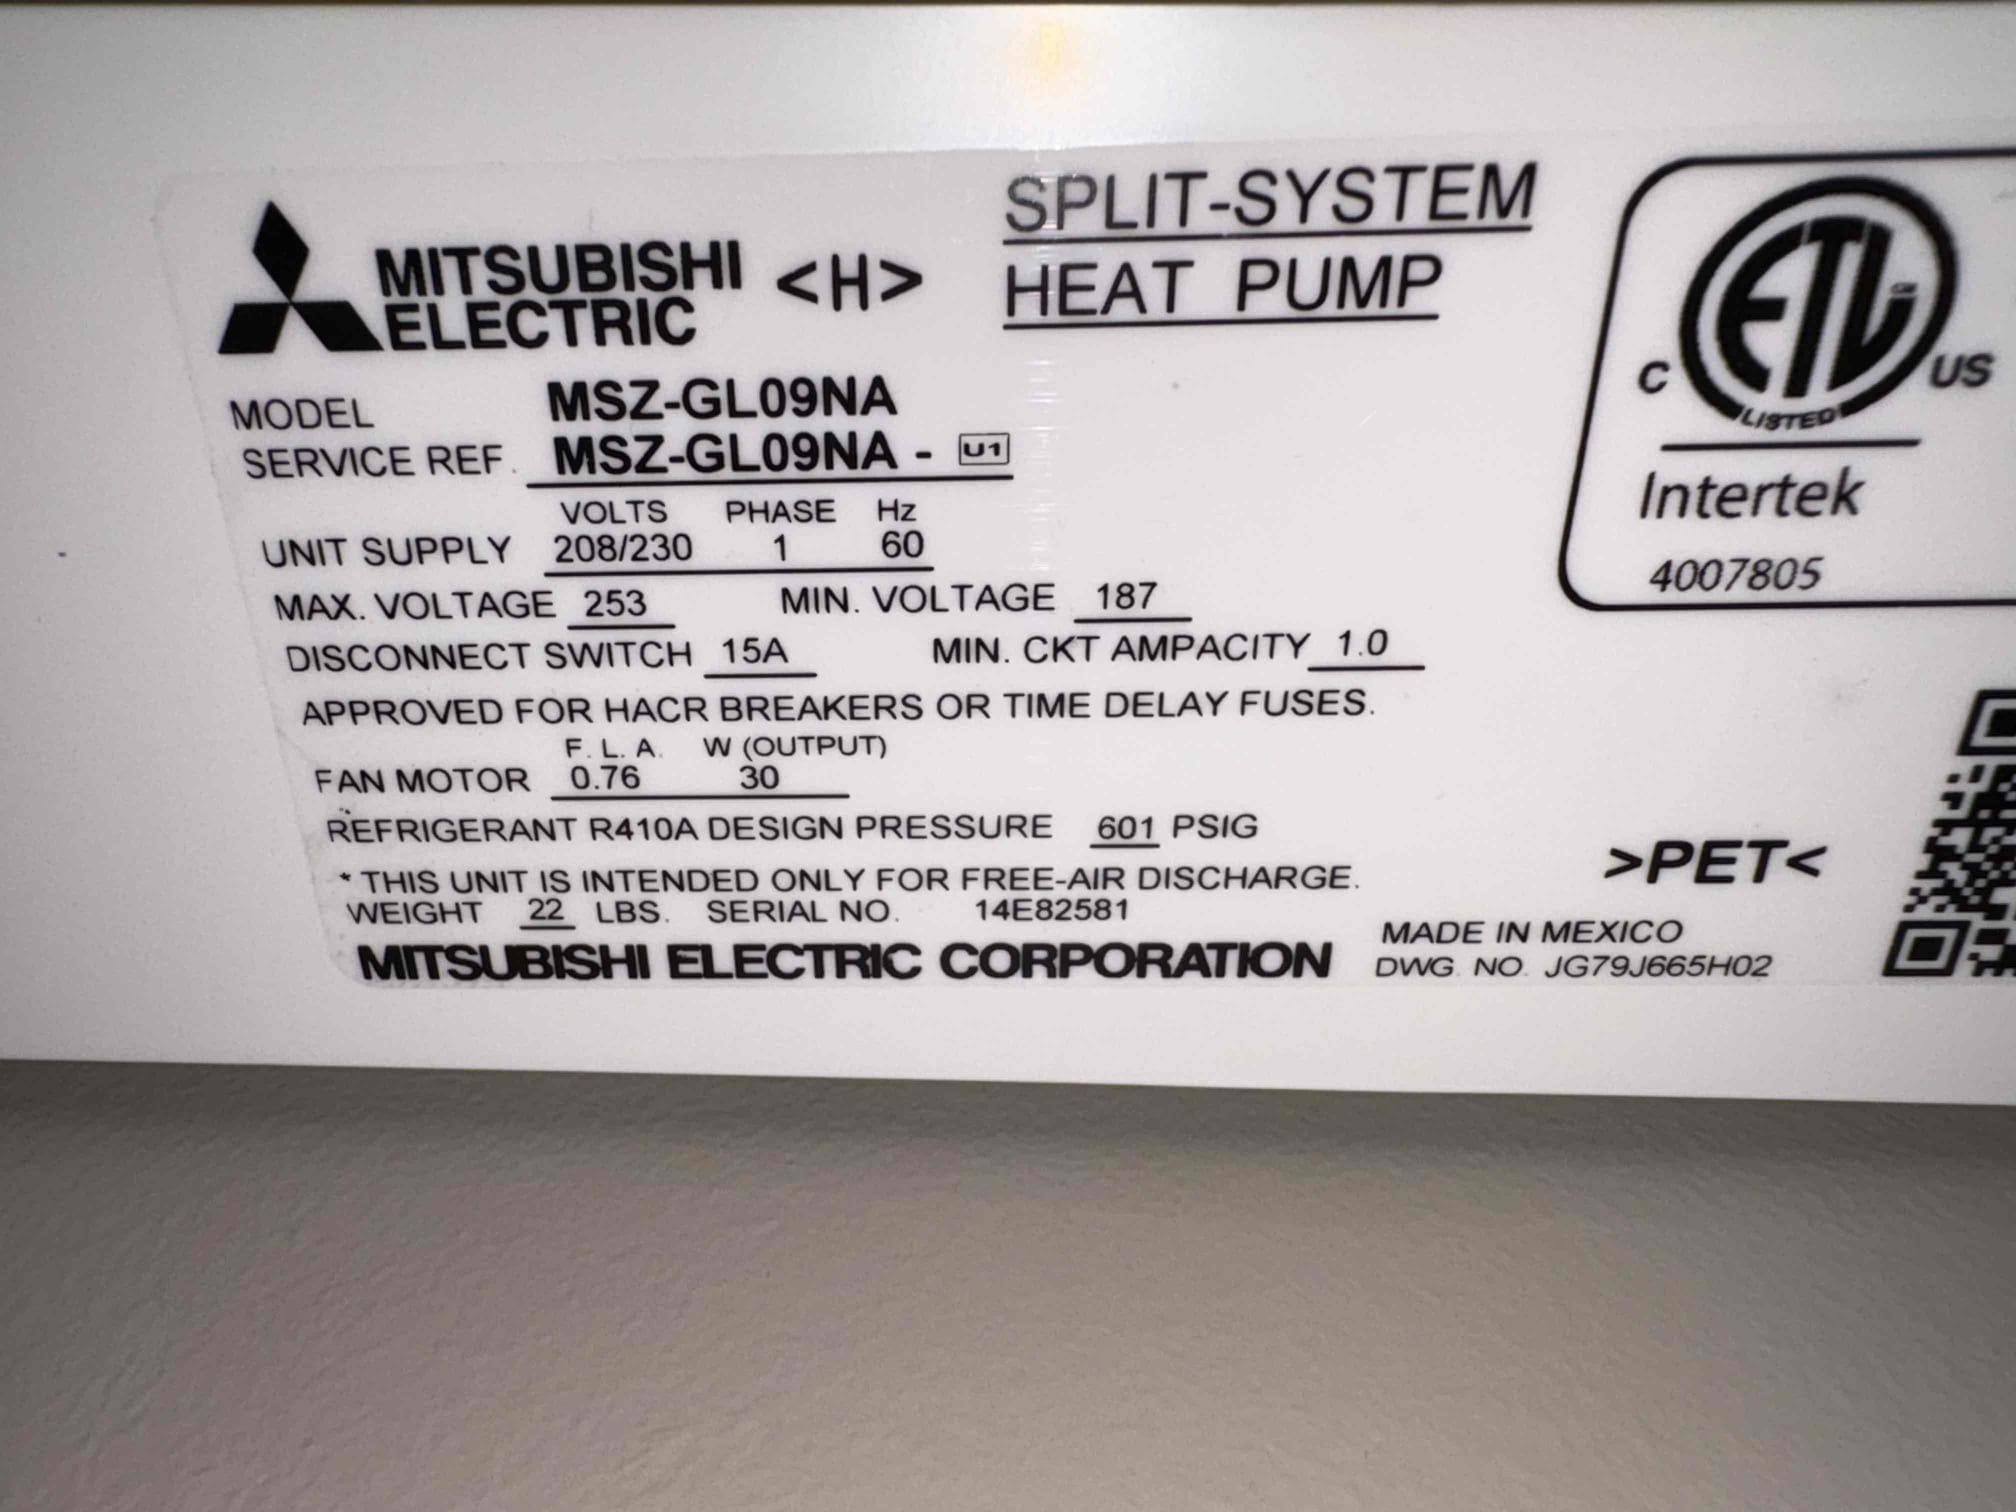 MITSUBISHI ELECTRIC <H>
SPLIT-SYSTEM
HEAT PUMP
MODEL MSZ-GL09NA
SERVICE REF. MSZ-GL09NA - U1
VOLTS PHASE Hz
UNIT SUPPLY 208/230 1 60
MAX. VOLTAGE 253 MIN. VOLTAGE 187
DISCONNECT SWITCH 15A MIN. CKT AMPACITY 1.0
APPROVED FOR HACR BREAKERS OR TIME DELAY FUSES.
F. L. A. W (OUTPUT)
FAN MOTOR 0.76 30
REFRIGERANT R410A DESIGN PRESSURE 601 PSIG
* THIS UNIT IS INTENDED ONLY FOR FREE-AIR DISCHARGE.
WEIGHT 22 LBS. SERIAL NO. 14E82581
MITSUBISHI ELECTRIC CORPORATION
C ETL US
LISTED
Intertek
4007805
>PET<
MADE IN MEXICO
DWG. NO. JG79J665H02